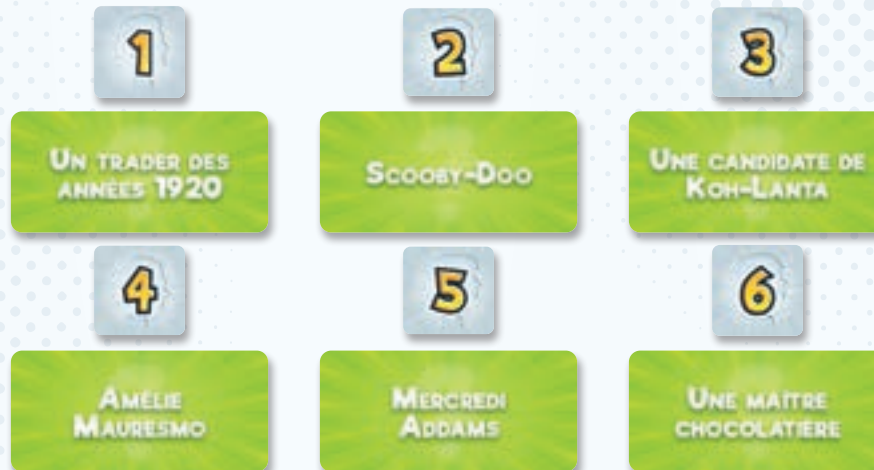 1
2
3
Un trader des
années 1920
Scooby-Doo
Une candidate de
Koh-Lanta
4
5
6
Amélie
Mauresmo
Mercredi
Addams
Une maître
chocolatière